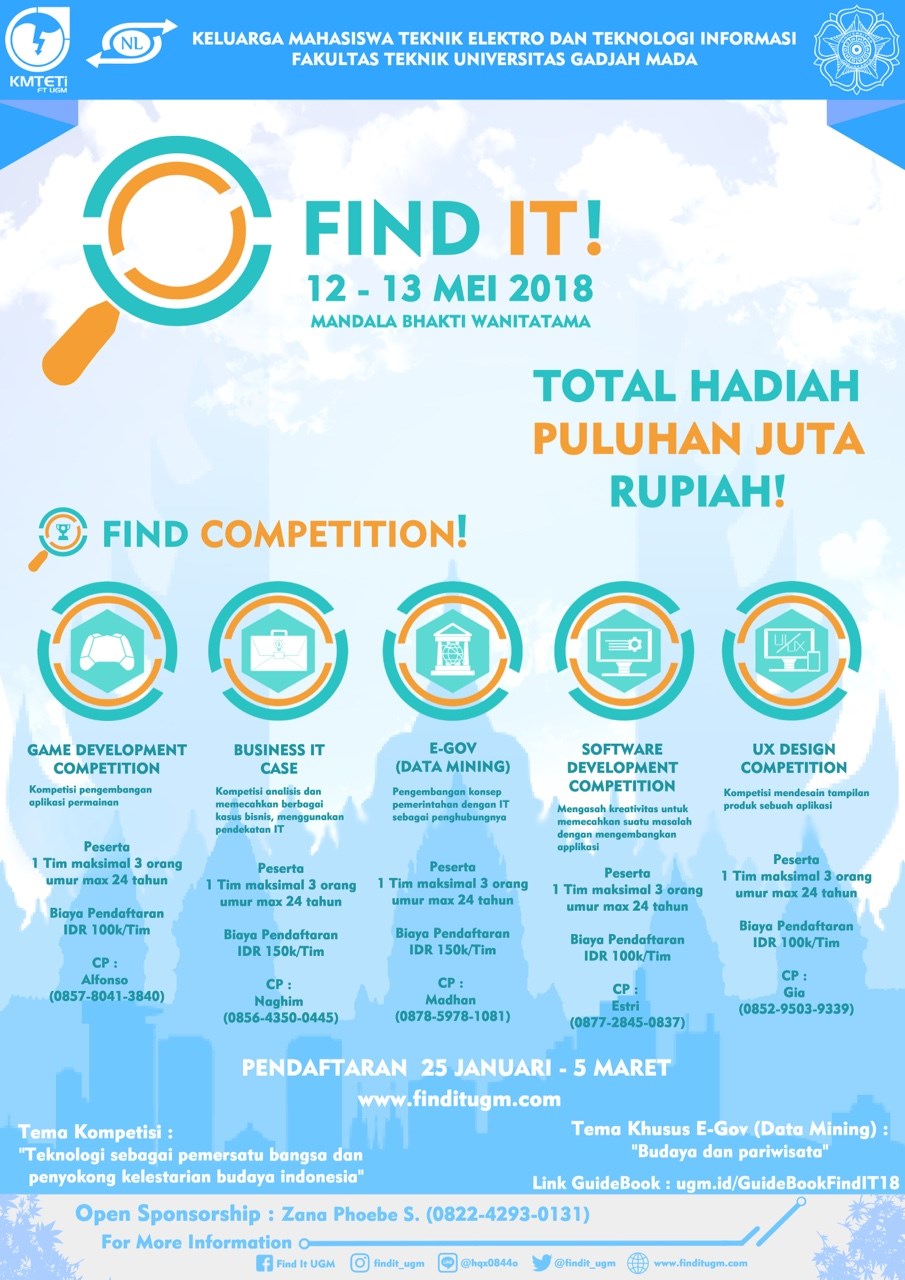 KMTETi
FT UGM
NL
KELUARGA MAHASISWA TEKNIK ELEKTRO DAN TEKNOLOGI INFORMASI
FAKULTAS TEKNIK UNIVERSITAS GADJAH MADA
FIND IT!
12 - 13 MEI 2018
MANDALA BHAKTI WANITATAMA
TOTAL HADIAH
PULUHAN JUTA
RUPIAH!
FIND COMPETITION!
GAME DEVELOPMENT
COMPETITION
Kompetisi pengembangan
aplikasi permainan
Peserta
1 Tim maksimal 3 orang
umur max 24 tahun
Biaya Pendaftaran
IDR 100k/Tim
CP :
Alfonso
(0857-8041-3840)
BUSINESS IT
CASE
Kompetisi analisis dan
memecahkan berbagai
kasus bisnis, menggunakan
pendekatan IT
Peserta
1 Tim maksimal 3 orang
umur max 24 tahun
Biaya Pendaftaran
IDR 150k/Tim
CP :
Naghim
(0856-4350-0445)
E-GOV
(DATA MINING)
Pengembangan konsep
pemerintahan dengan IT
sebagai penghubungnya
Peserta
1 Tim maksimal 3 orang
umur max 24 tahun
Biaya Pendaftaran
IDR 150k/Tim
CP :
Madhan
(0878-5978-1081)
SOFTWARE
DEVELOPMENT
COMPETITION
Mengasah kreativitas untuk
memecahkan suatu masalah
dengan mengembangkan
applikasi
Peserta
1 Tim maksimal 3 orang
umur max 24 tahun
Biaya Pendaftaran
IDR 100k/Tim
CP :
Estri
(0877-2845-0837)
UI/UX
UX DESIGN
COMPETITION
Kompetisi mendesain tampilan
produk sebuah aplikasi
Peserta
1 Tim maksimal 3 orang
umur max 24 tahun
Biaya Pendaftaran
IDR 100k/Tim
CP :
Gia
(0852-9503-9339)
PENDAFTARAN 25 JANUARI - 5 MARET
www.finditugm.com
Tema Kompetisi :
"Teknologi sebagai pemersatu bangsa dan
penyokong kelestarian budaya indonesia"
Tema Khusus E-Gov (Data Mining) :
"Budaya dan pariwisata"
Link GuideBook : ugm.id/GuideBookFindIT18
Open Sponsorship : Zana Phoebe S. (0822-4293-0131)
For More Information
Find It UGM findit_ugm @hqx0844o @findit_ugm www.finditugm.com